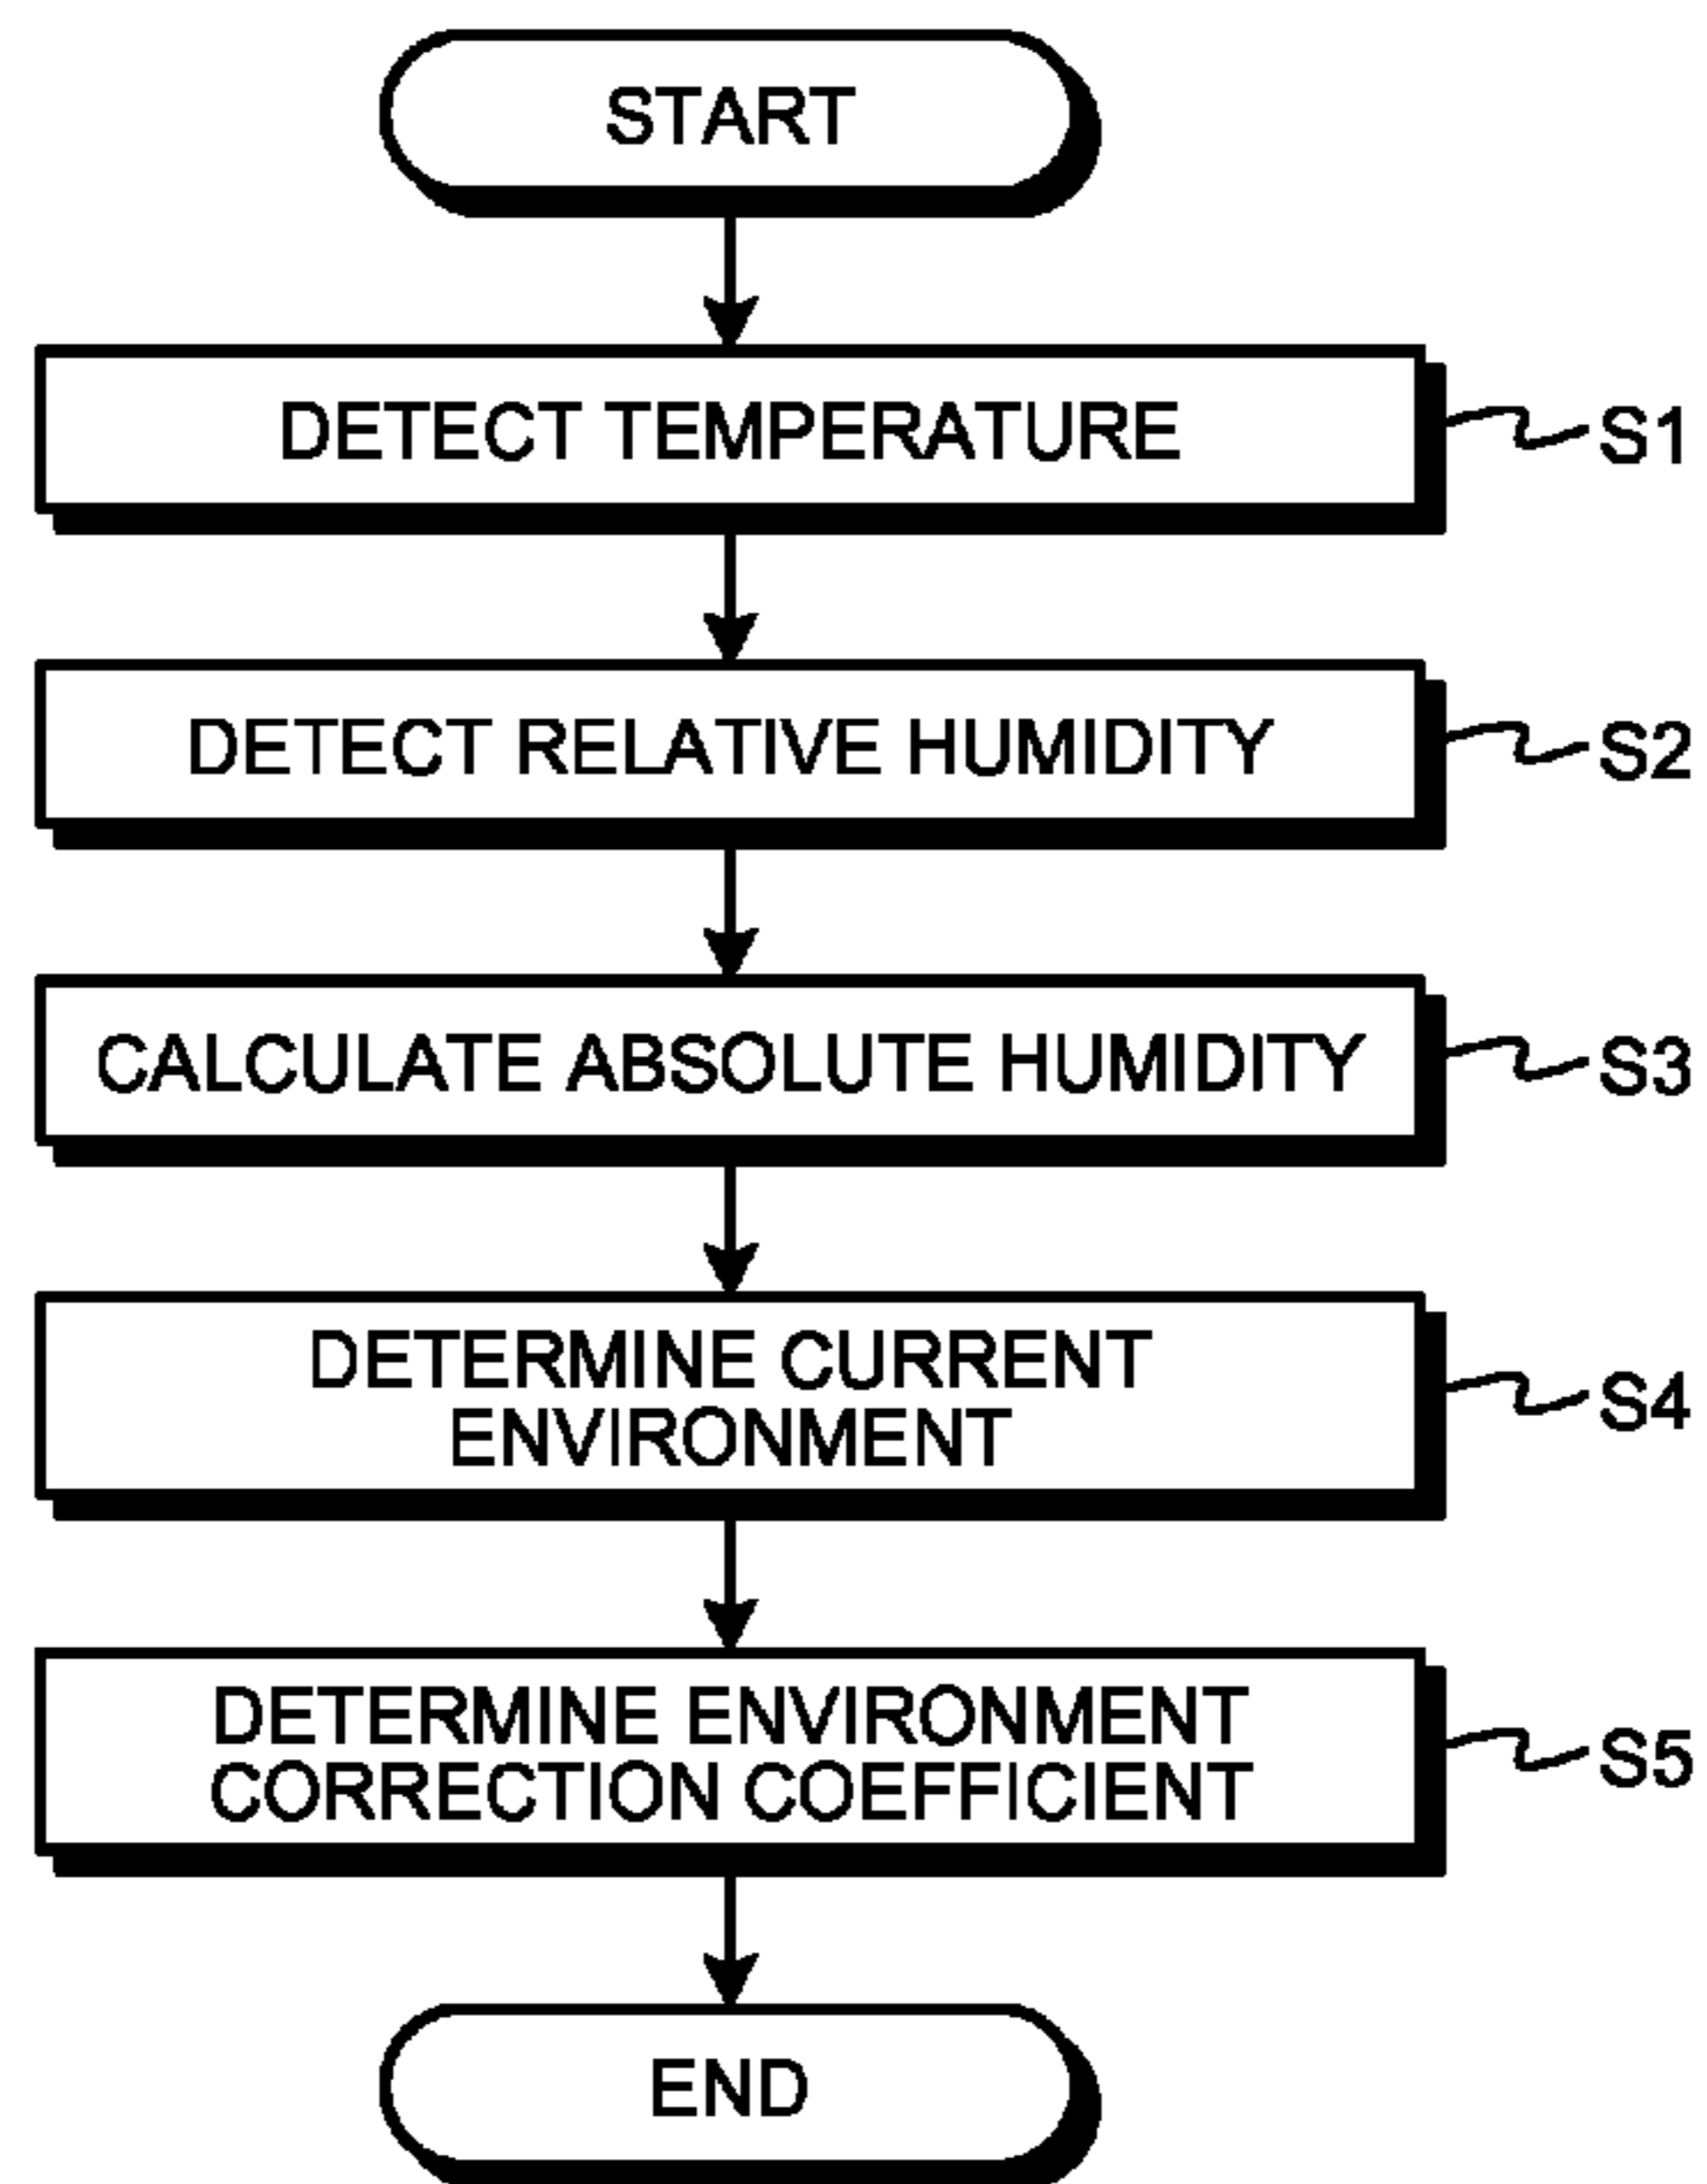 START
DETECT TEMPERATURE
S1
DETECT RELATIVE HUMIDITY
S2
CALCULATE ABSOLUTE HUMIDITY
S3
DETERMINE CURRENT
ENVIRONMENT
S4
DETERMINE ENVIRONMENT
CORRECTION COEFFICIENT
S5
END